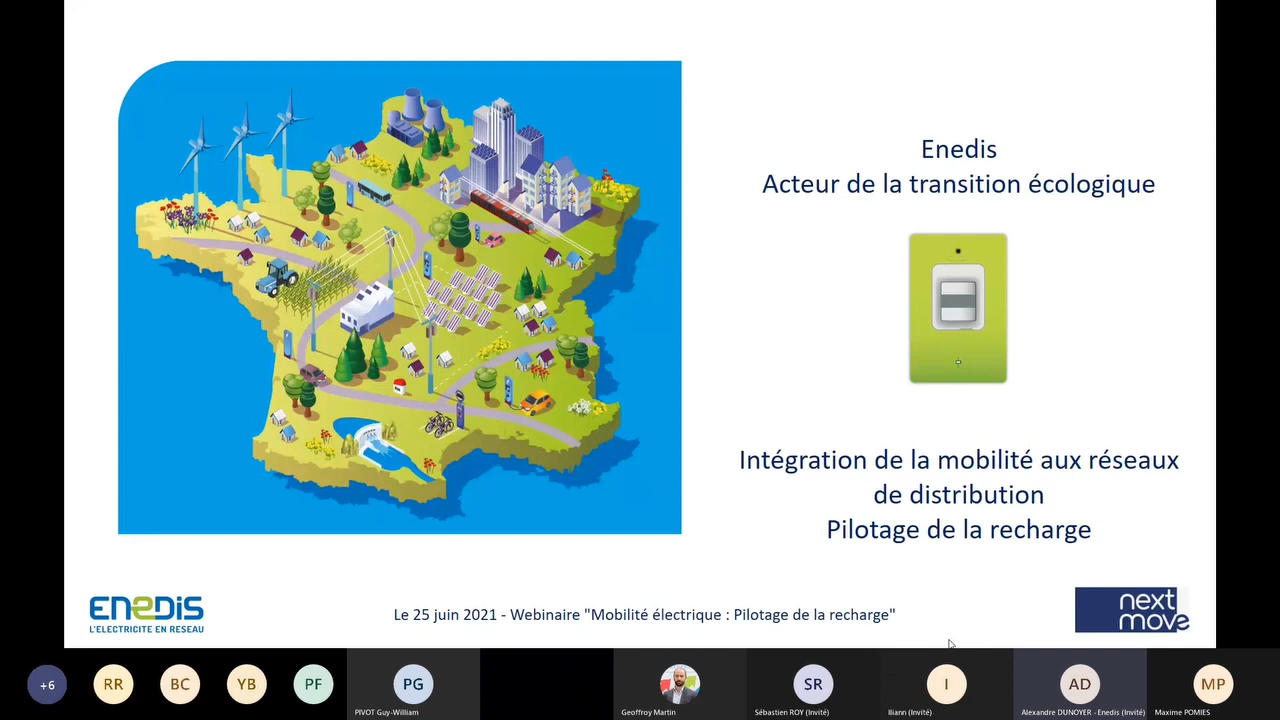 Enedis
Acteur de la transition écologique
Intégration de la mobilité aux réseaux
de distribution
Pilotage de la recharge
ENEDIS
L'ELECTRICITE EN RESEAU
Le 25 juin 2021 - Webinaire "Mobilité électrique : Pilotage de la recharge"
next
move
+6
RR
BC
YB
PF
PG
SR
I
AD
MP
PIVOT Guy-William
Geoffroy Martin
Sébastien ROY (Invité)
Iliann (Invité)
Alexandre DUNOYER - Enedis (Invité)
Maxime POMIES